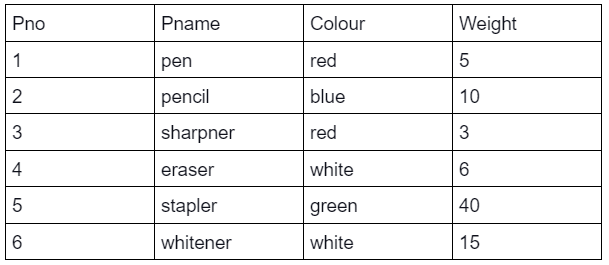 Pno Pname Colour Weight
1 pen red 5
2 pencil blue 10
3 sharpner red 3
4 eraser white 6
5 stapler green 40
6 whitener white 15